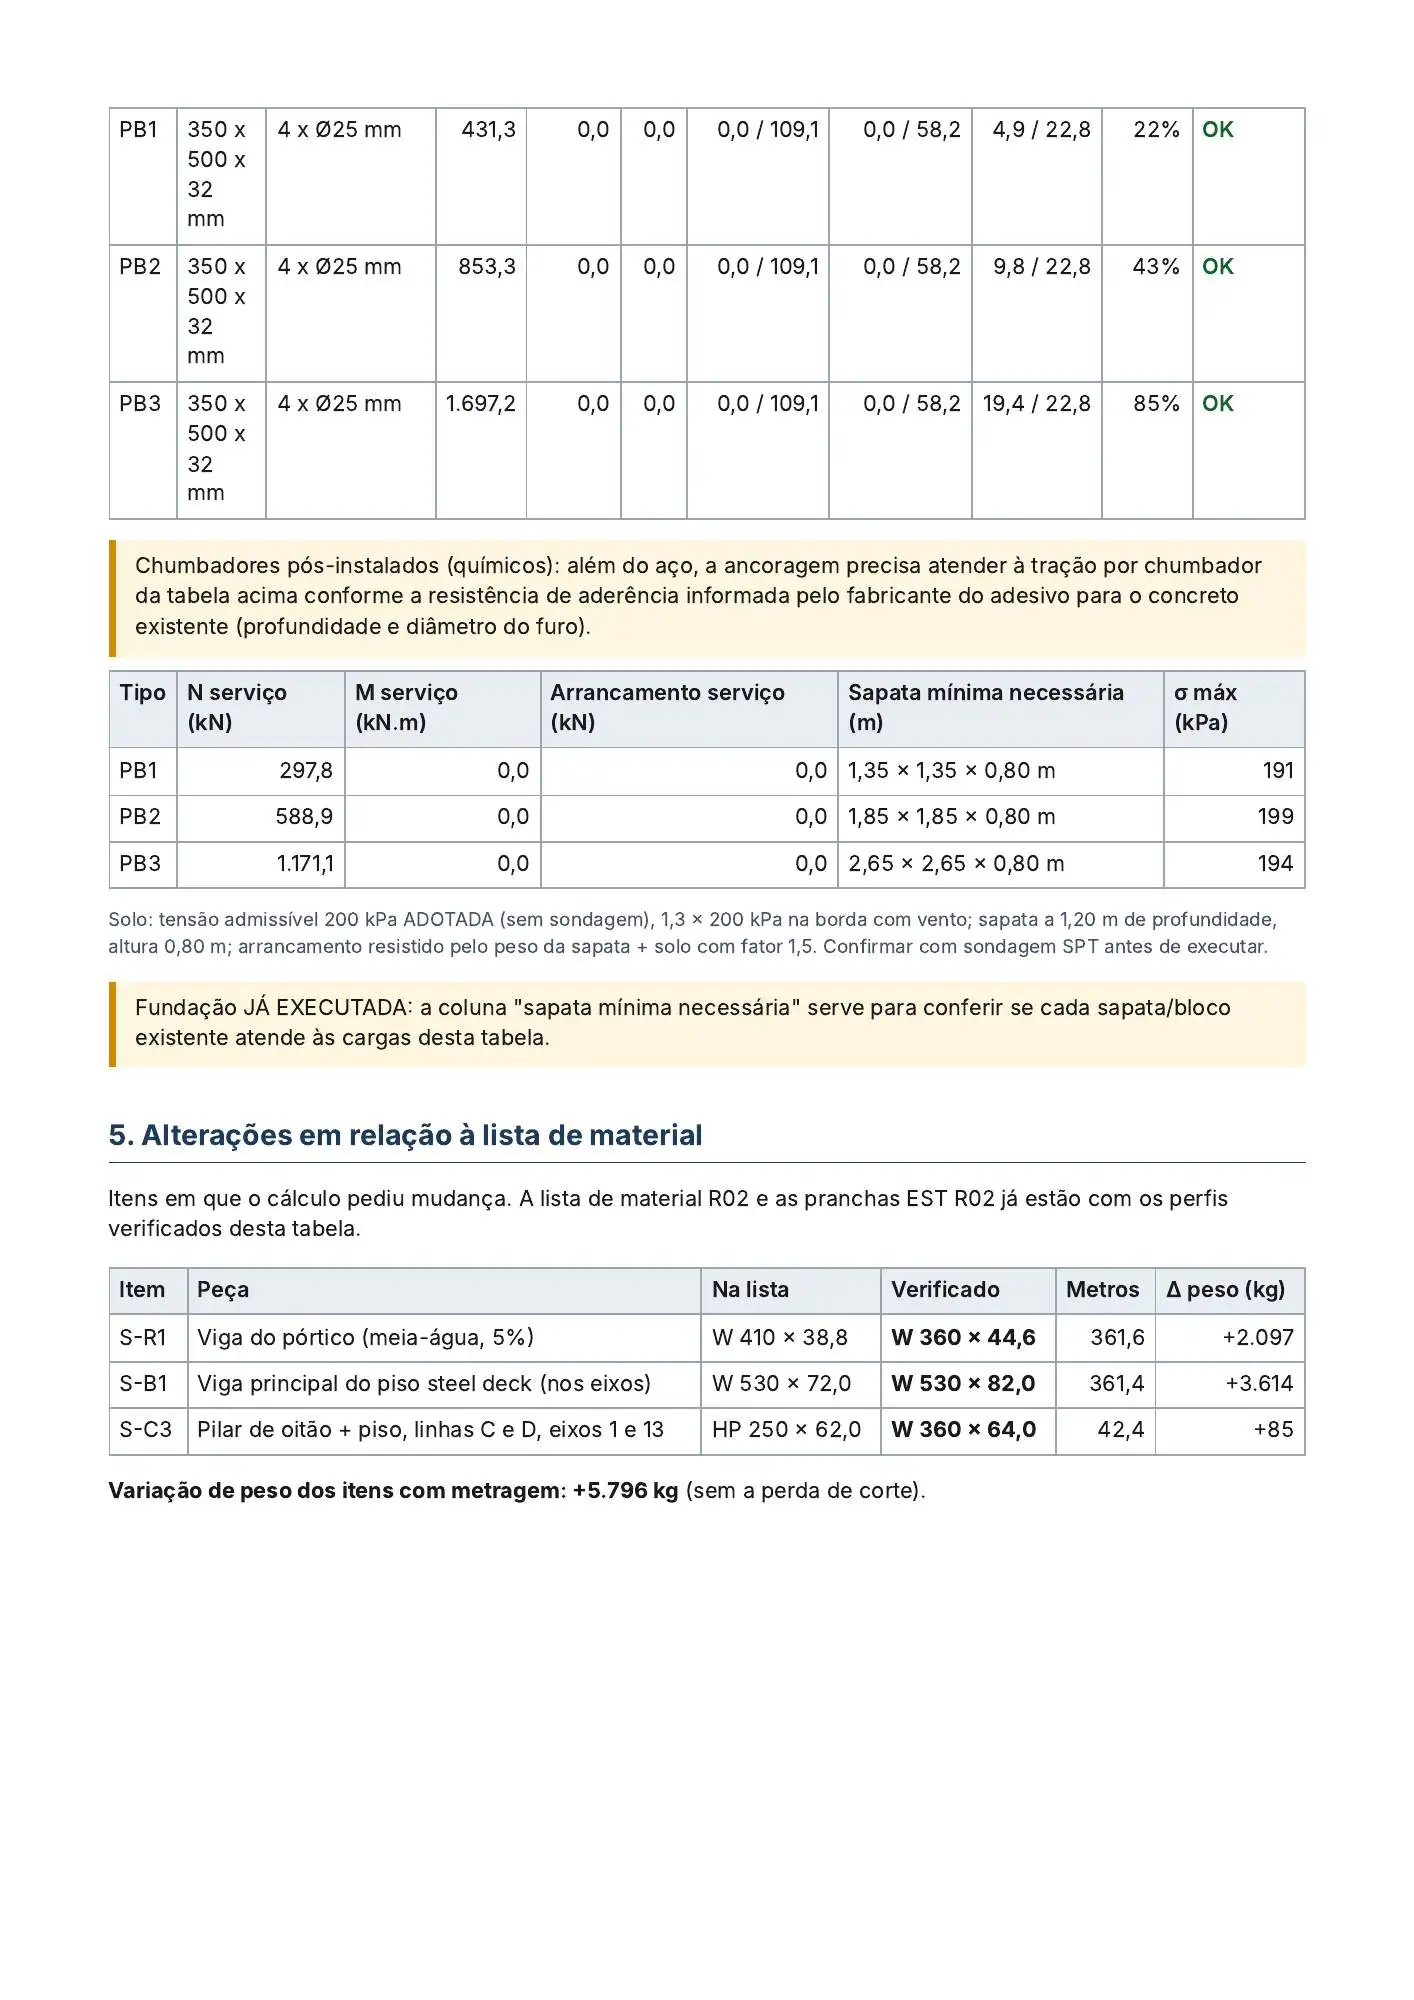 PB1 350 x 4 x Ø25 mm 431,3 0,0 0,0 0,0 / 109,1 0,0 / 58,2 4,9 / 22,8 22% OK
500 x
32
mm
PB2 350 x 4 x Ø25 mm 853,3 0,0 0,0 0,0 / 109,1 0,0 / 58,2 9,8 / 22,8 43% OK
500 x
32
mm
PB3 350 x 4 x Ø25 mm 1.697,2 0,0 0,0 0,0 / 109,1 0,0 / 58,2 19,4 / 22,8 85% OK
500 x
32
mm
Chumbadores pós-instalados (químicos): além do aço, a ancoragem precisa atender à tração por chumbador
da tabela acima conforme a resistência de aderência informada pelo fabricante do adesivo para o concreto
existente (profundidade e diâmetro do furo).
Tipo N serviço M serviço Arrancamento serviço Sapata mínima necessária σ máx
(kN) (kN.m) (kN) (m) (kPa)
PB1 297,8 0,0 0,0 1,35 × 1,35 × 0,80 m 191
PB2 588,9 0,0 0,0 1,85 × 1,85 × 0,80 m 199
PB3 1.171,1 0,0 0,0 2,65 × 2,65 × 0,80 m 194
Solo: tensão admissível 200 kPa ADOTADA (sem sondagem), 1,3 × 200 kPa na borda com vento; sapata a 1,20 m de profundidade,
altura 0,80 m; arrancamento resistido pelo peso da sapata + solo com fator 1,5. Confirmar com sondagem SPT antes de executar.
Fundação JÁ EXECUTADA: a coluna "sapata mínima necessária" serve para conferir se cada sapata/bloco
existente atende às cargas desta tabela.
5. Alterações em relação à lista de material
Itens em que o cálculo pediu mudança. A lista de material R02 e as pranchas EST R02 já estão com os perfis
verificados desta tabela.
Item Peça Na lista Verificado Metros Δ peso (kg)
S-R1 Viga do pórtico (meia-água, 5%) W 410 × 38,8 W 360 × 44,6 361,6 +2.097
S-B1 Viga principal do piso steel deck (nos eixos) W 530 × 72,0 W 530 × 82,0 361,4 +3.614
S-C3 Pilar de oitão + piso, linhas C e D, eixos 1 e 13 HP 250 × 62,0 W 360 × 64,0 42,4 +85
Variação de peso dos itens com metragem: +5.796 kg (sem a perda de corte).